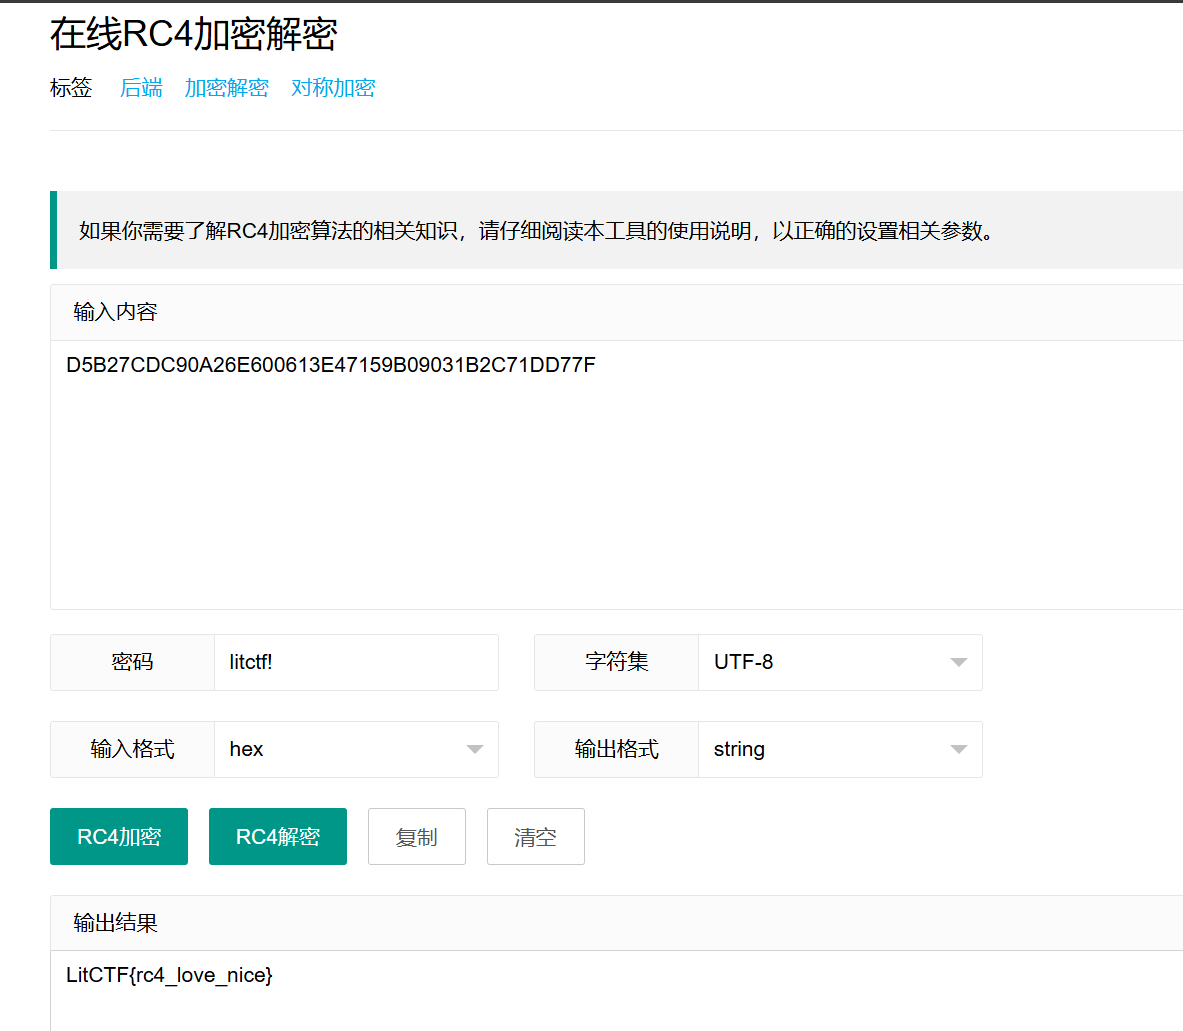 在线RC4加密解密
标签 后端 加密解密 对称加密
如果你需要了解RC4加密算法的相关知识，请仔细阅读本工具的使用说明，以正确的设置相关参数。
输入内容
D5B27CDC90A26E600613E47159B09031B2C71DD77F
密码 litctf! 字符集 UTF-8
输入格式 hex 输出格式 string
RC4加密 RC4解密 复制 清空
输出结果
LitCTF{rc4_love_nice}